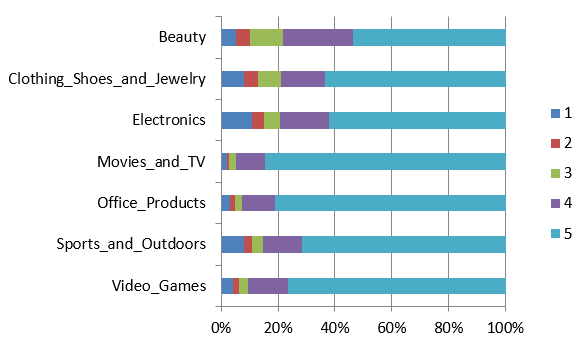 Beauty
Clothing_Shoes_and_Jewelry
Electronics
Movies_and_TV
Office_Products
Sports_and_Outdoors
Video_Games
0% 20% 40% 60% 80% 100%
1
2
3
4
5